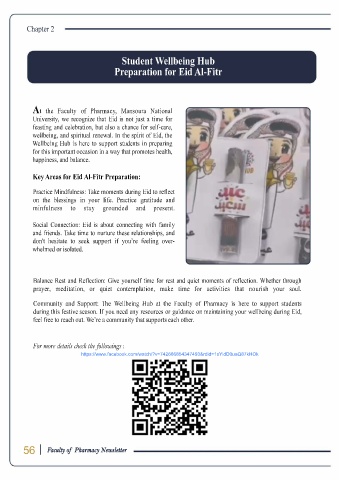 Chapter 2
Student Wellbeing Hub
Preparation for Eid Al-Fitr
At the Faculty of Pharmacy, Mansoura National
University, we recognize that Eid is not just a time for
feasting and celebration, but also a chance for self-care,
wellbeing, and spiritual renewal. In the spirit of Eid, the
Wellbeing Hub is here to support students in preparing
for this important occasion in a way that promotes health,
happiness, and balance.
Key Areas for Eid Al-Fitr Preparation:
Practice Mindfulness: Take moments during Eid to reflect
on the blessings in your life. Practice gratitude and
minfulness to stay grounded and present.
Social Connection: Eid is about connecting with family
and friends. Take time to nurture these relationships, and
don't hesitate to seek support if you're feeling over-
whelmed or isolated.
Balance Rest and Reflection: Give yourself time for rest and quiet moments of reflection. Whether through
prayer, meditation, or quiet contemplation, make time for activities that nourish your soul.
Community and Support: The Wellbeing Hub at the Faculty of Pharmacy is here to support students
during this festive season. If you need any resources or guidance on maintaining your wellbeing during Eid,
feel free to reach out. We're a community that supports each other.
For more details check the followings :
56
Faculty of Pharmacy Newsletter